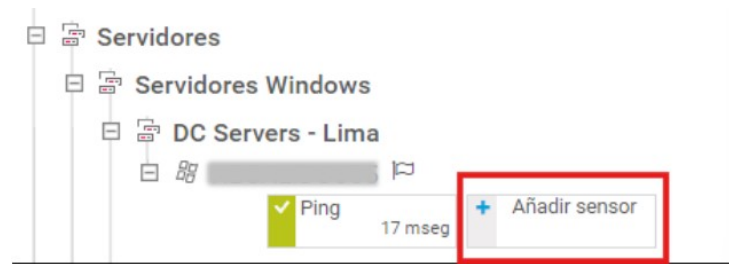 Servidores
Servidores Windows
DC Servers - Lima
Ping
17 mseg
Añadir sensor